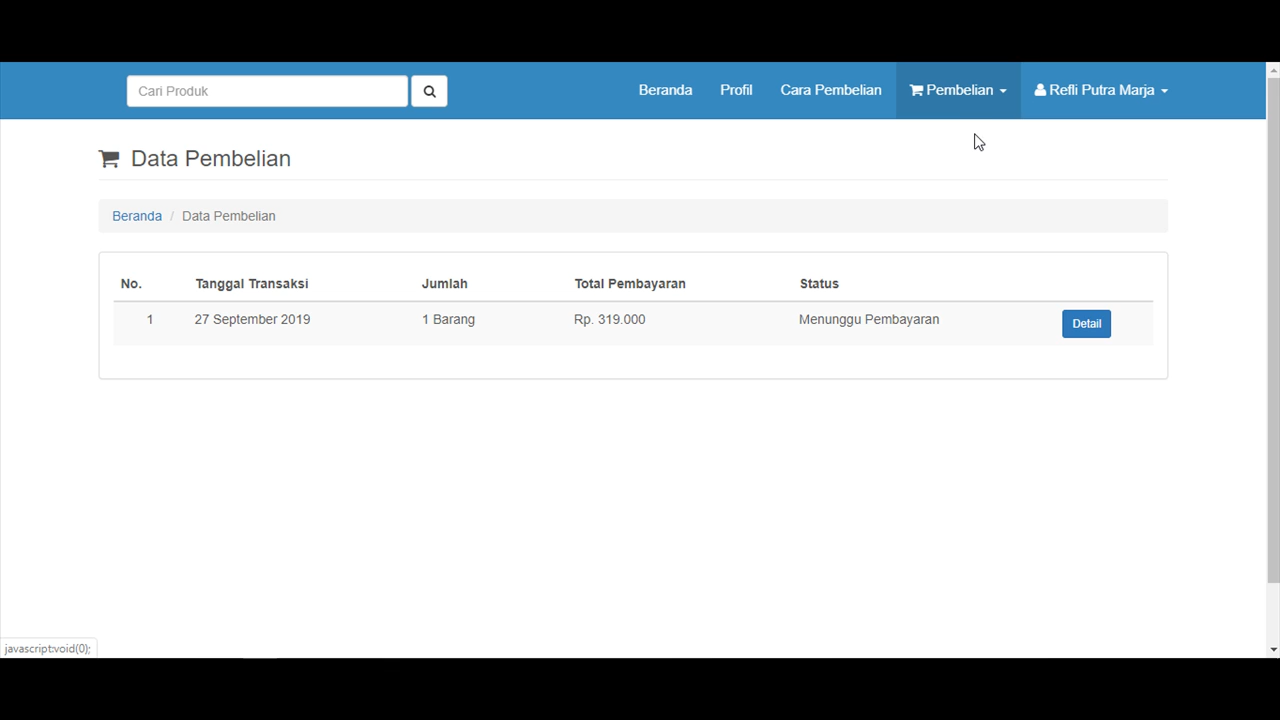 Cari Produk
Beranda Profil Cara Pembelian Pembelian Refli Putra Marja
Data Pembelian
Beranda / Data Pembelian
No. Tanggal Transaksi Jumlah Total Pembayaran Status
1 27 September 2019 1 Barang Rp. 319.000 Menunggu Pembayaran Detail
javascript:void(0);